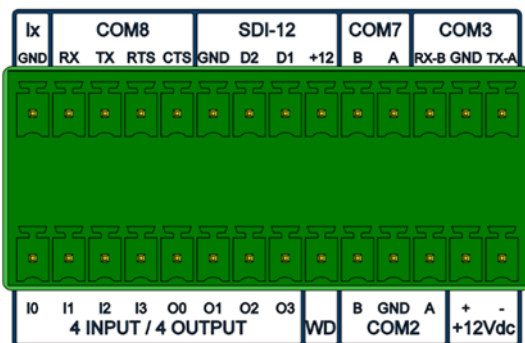 Ix COM8 SDI-12 COM7 COM3
GND RX TX RTS CTS GND D2 D1 +12 B A RX-B GND TX-A
I0 I1 I2 I3 O0 O1 O2 O3 B GND A + -
4 INPUT / 4 OUTPUT WD COM2 +12Vdc